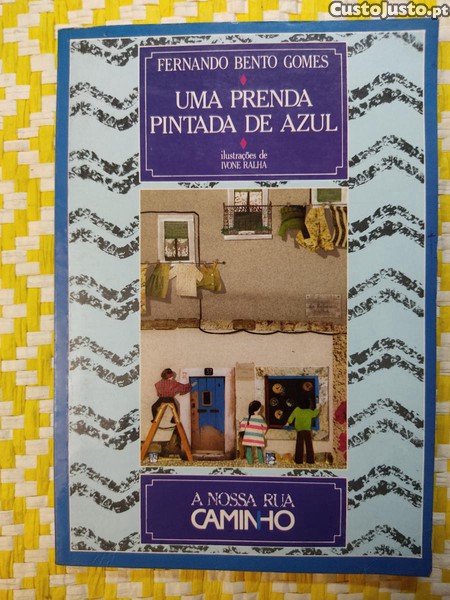 CustoJusto.pt
FERNANDO BENTO GOMES
UMA PRENDA
PINTADA DE AZUL
ilustrações de
IVONE RALHA
A NOSSA RUA
CAMINHO